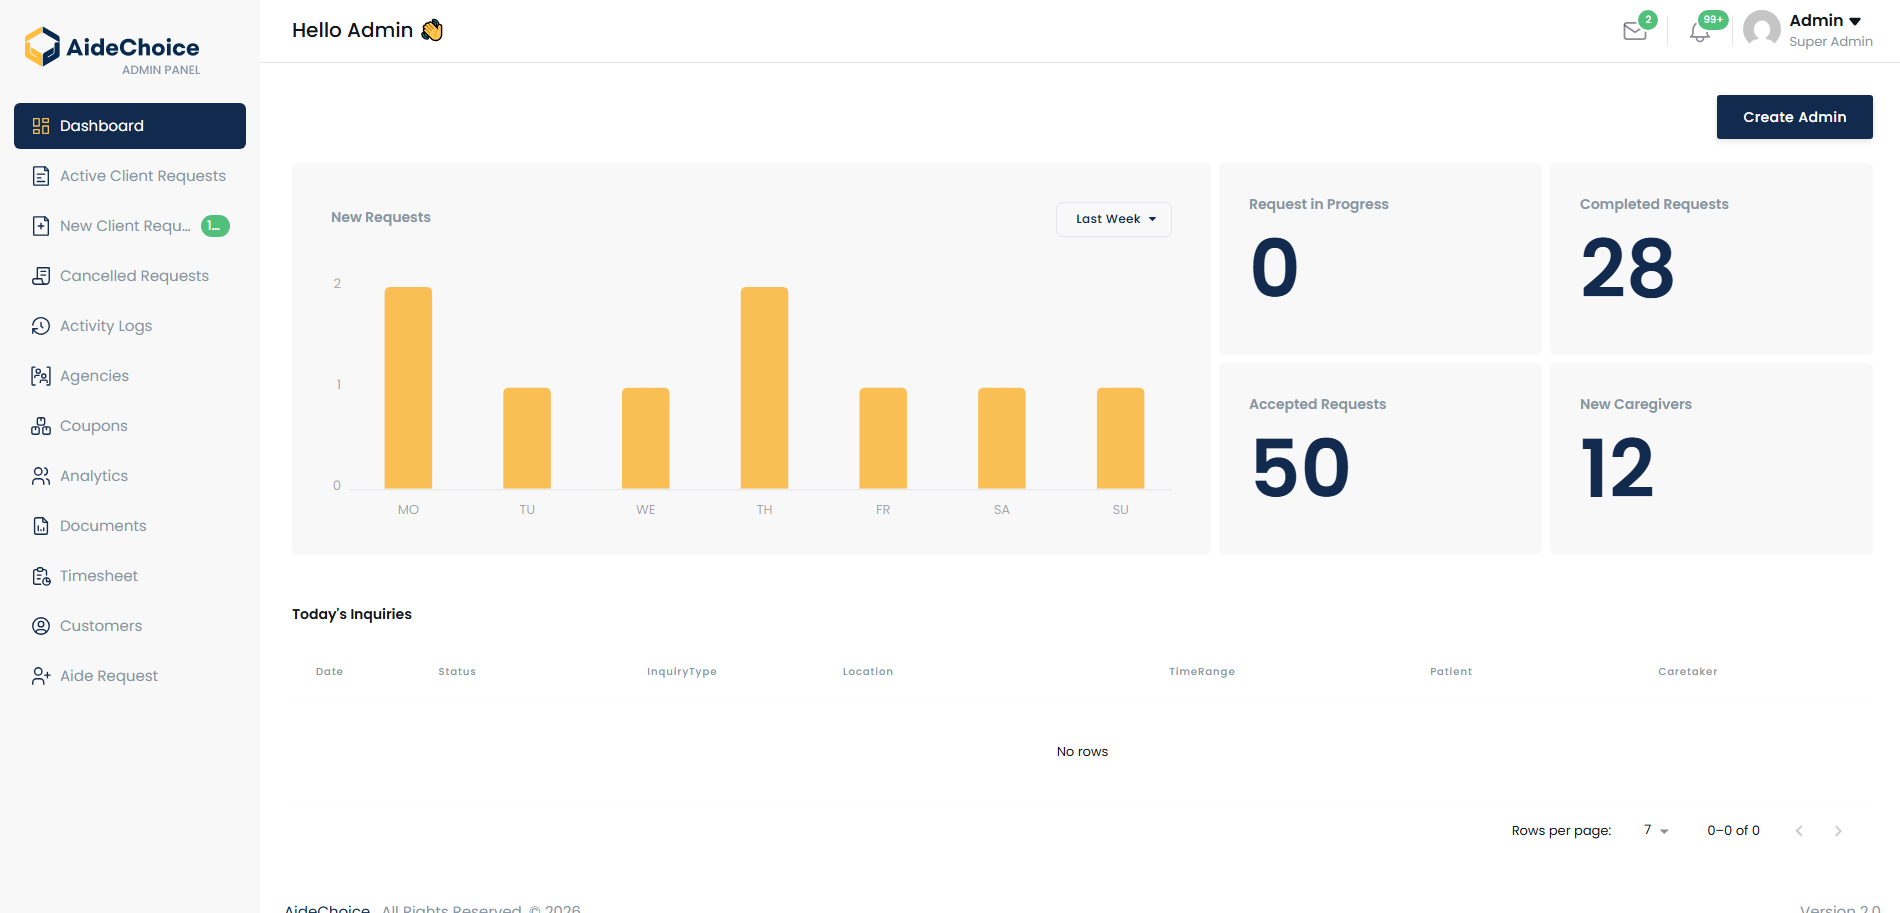 AideChoice
ADMIN PANEL
Dashboard
Active Client Requests
New Client Requ... 1...
Cancelled Requests
Activity Logs
Agencies
Coupons
Analytics
Documents
Timesheet
Customers
Aide Request
Hello Admin 👋
2
99+
Admin
Super Admin
Create Admin
New Requests
Last Week
2
1
0
MO TU WE TH FR SA SU
Request in Progress
0
Completed Requests
28
Accepted Requests
50
New Caregivers
12
Today's Inquiries
Date Status InquiryType Location TimeRange Patient Caretaker
No rows
Rows per page: 7 0–0 of 0
AideChoice All Rights Reserved. © 2026
Version 2.0